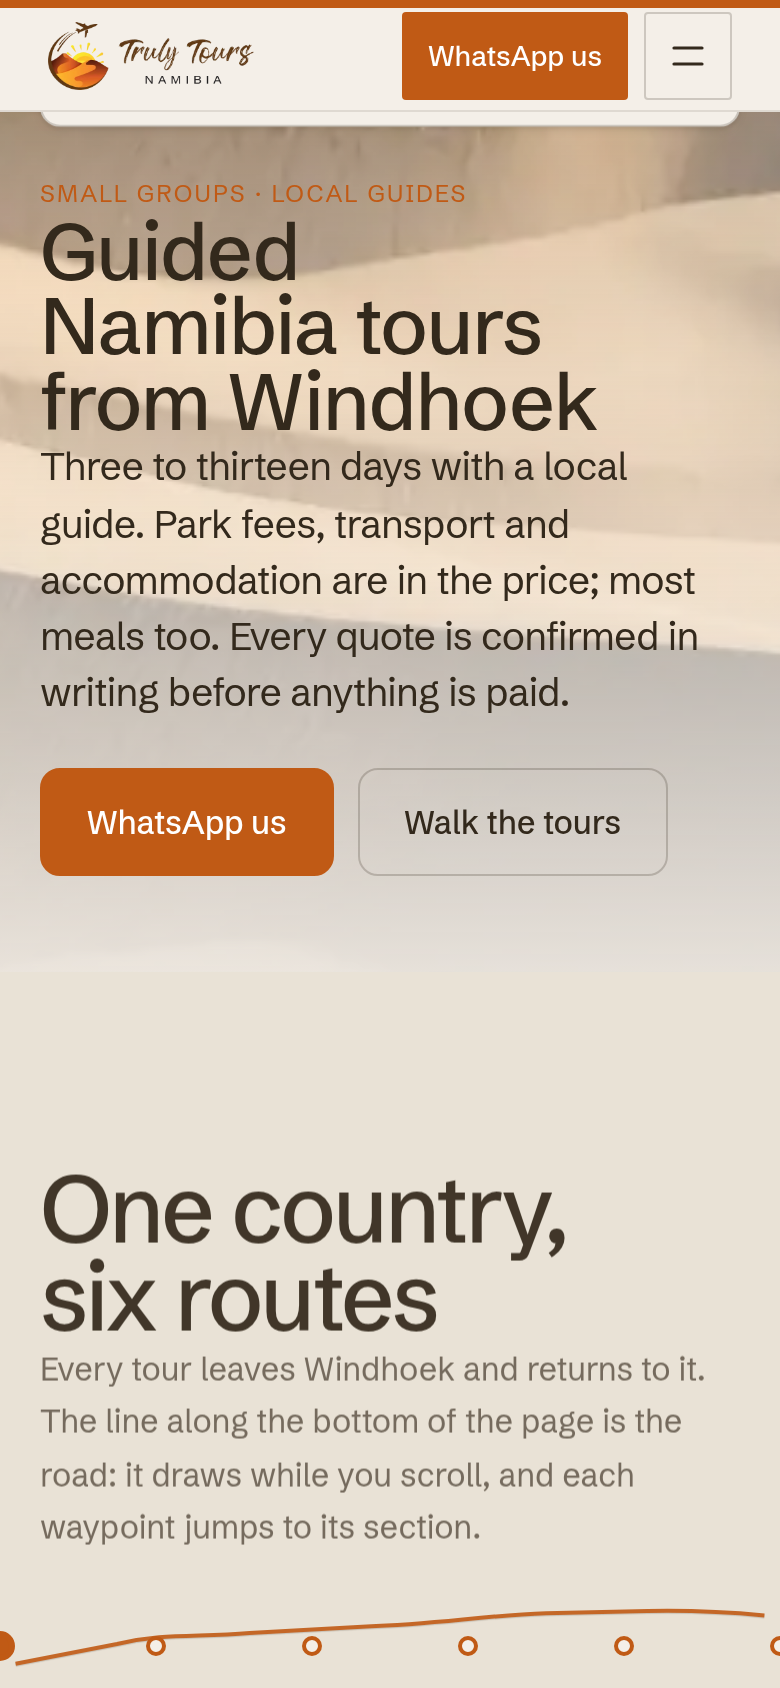 Truly Tours
NAMIBIA
WhatsApp us
SMALL GROUPS · LOCAL GUIDES
Guided
Namibia tours
from Windhoek
Three to thirteen days with a local
guide. Park fees, transport and
accommodation are in the price; most
meals too. Every quote is confirmed in
writing before anything is paid.
WhatsApp us
Walk the tours
One country,
six routes
Every tour leaves Windhoek and returns to it.
The line along the bottom of the page is the
road: it draws while you scroll, and each
waypoint jumps to its section.